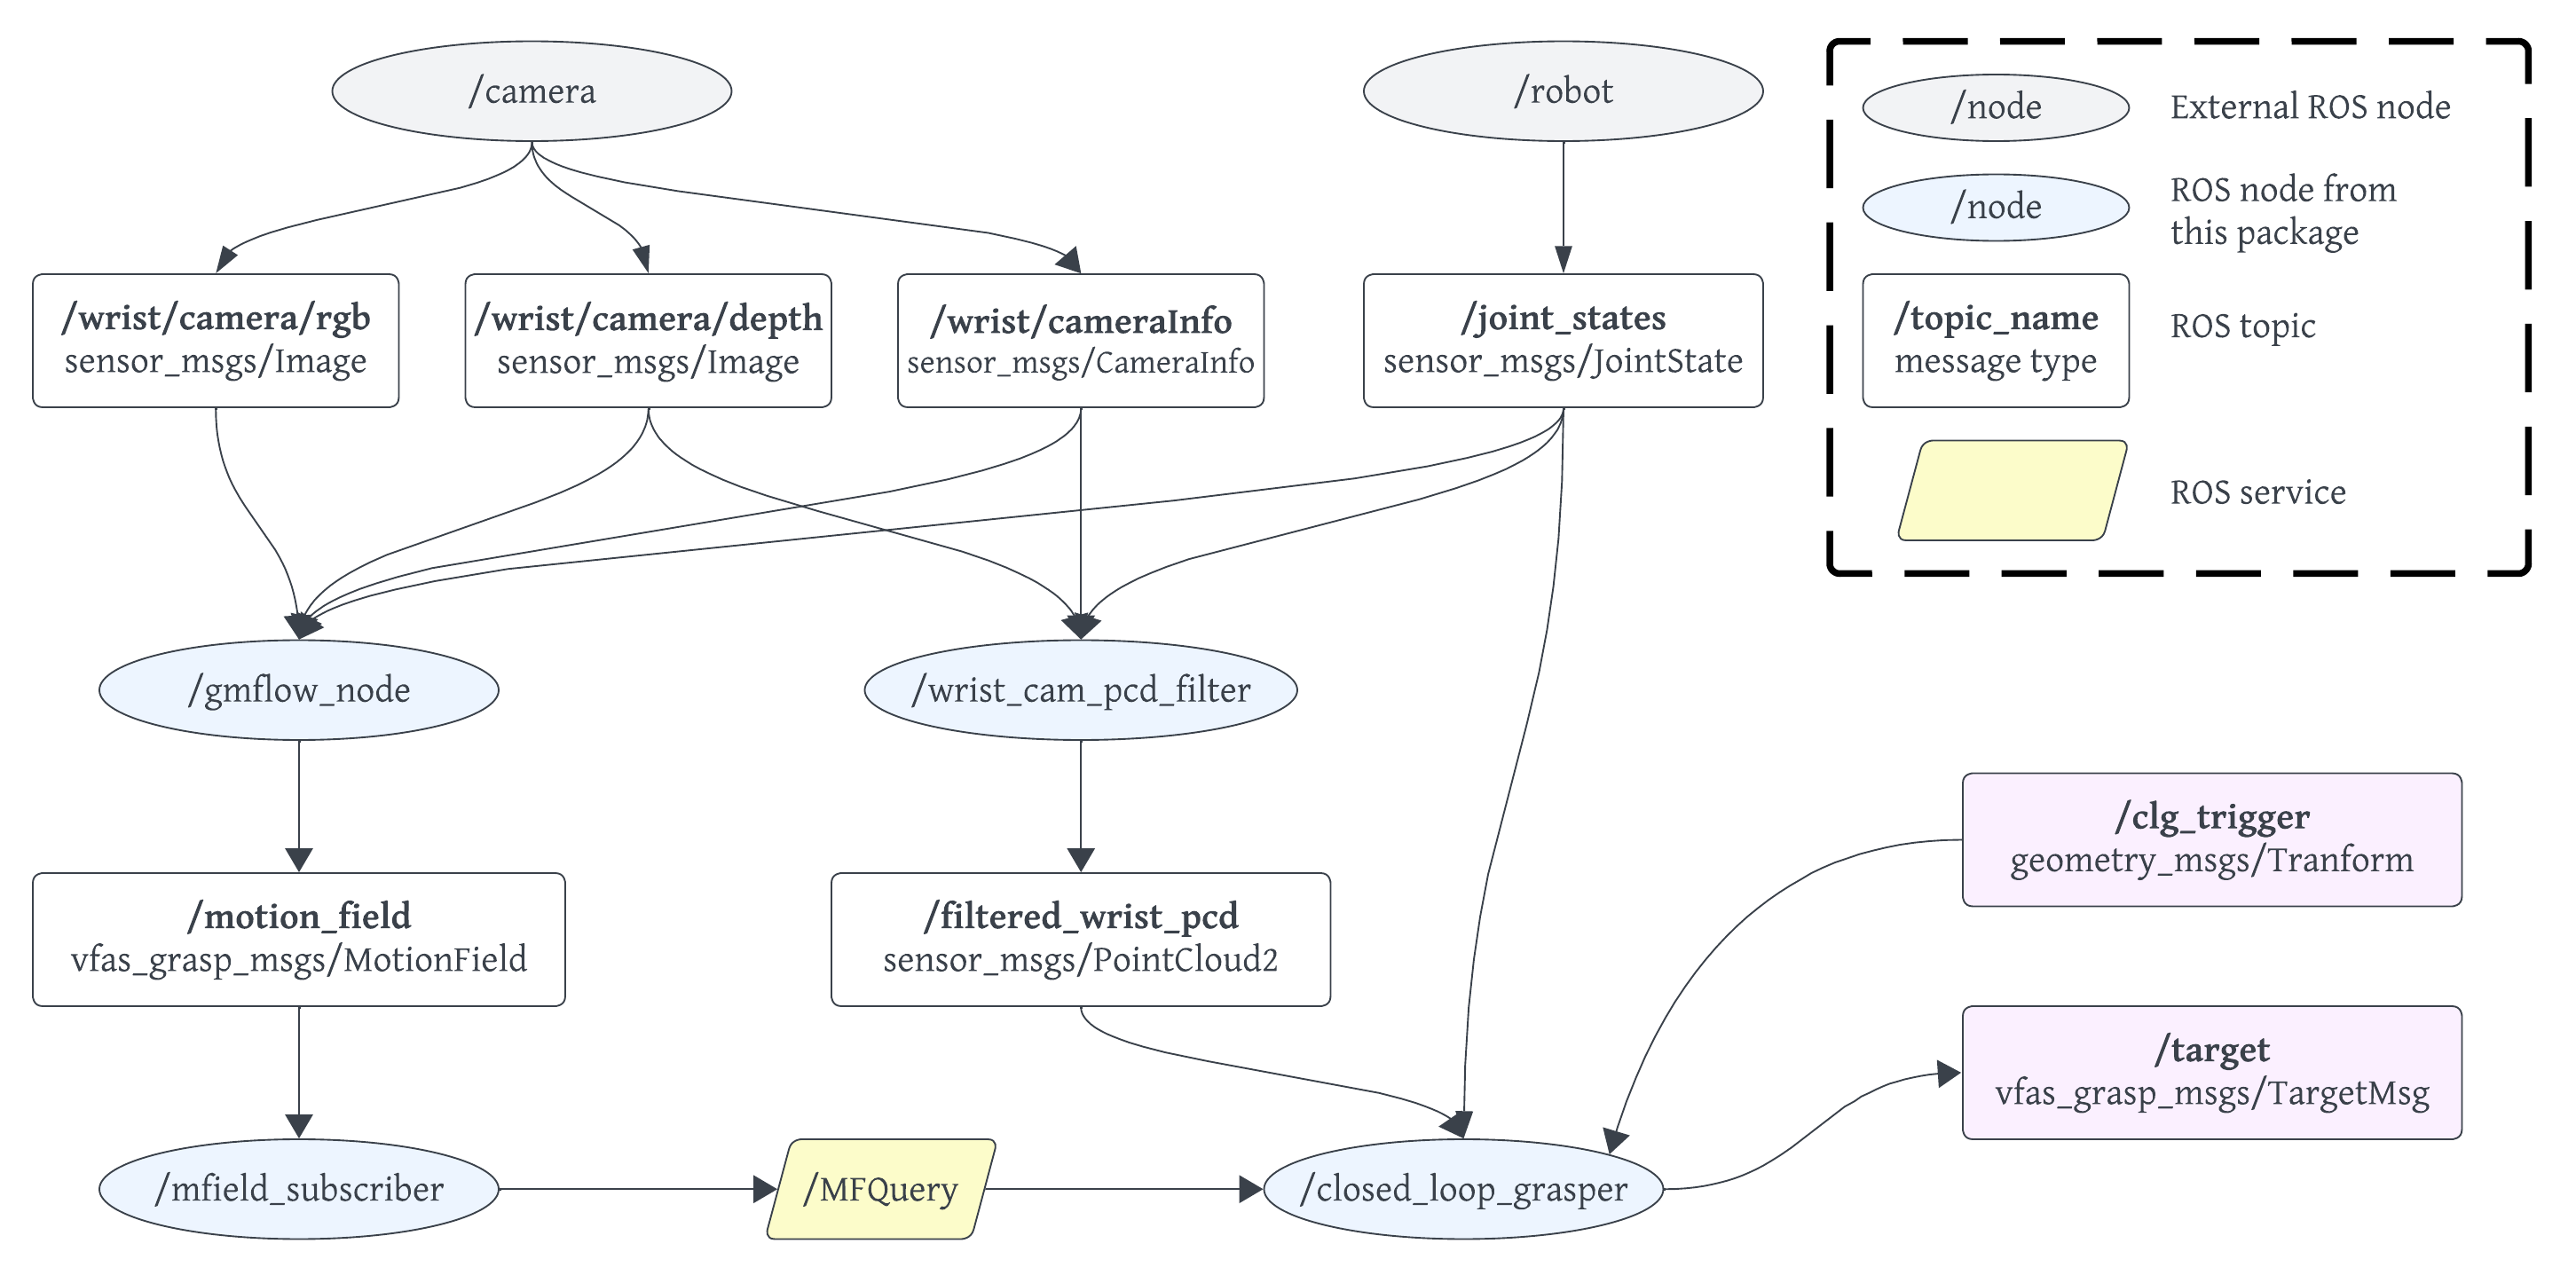 /camera
/robot
/node
External ROS node
/node
ROS node from
this package
/wrist/camera/rgb
sensor_msgs/Image
/wrist/camera/depth
sensor_msgs/Image
/wrist/cameraInfo
sensor_msgs/CameraInfo
/joint_states
sensor_msgs/JointState
/topic_name
message type
ROS topic
ROS service
/gmflow_node
/wrist_cam_pcd_filter
/clg_trigger
geometry_msgs/Tranform
/motion_field
vfas_grasp_msgs/MotionField
/filtered_wrist_pcd
sensor_msgs/PointCloud2
/target
vfas_grasp_msgs/TargetMsg
/mfield_subscriber
/MFQuery
/closed_loop_grasper